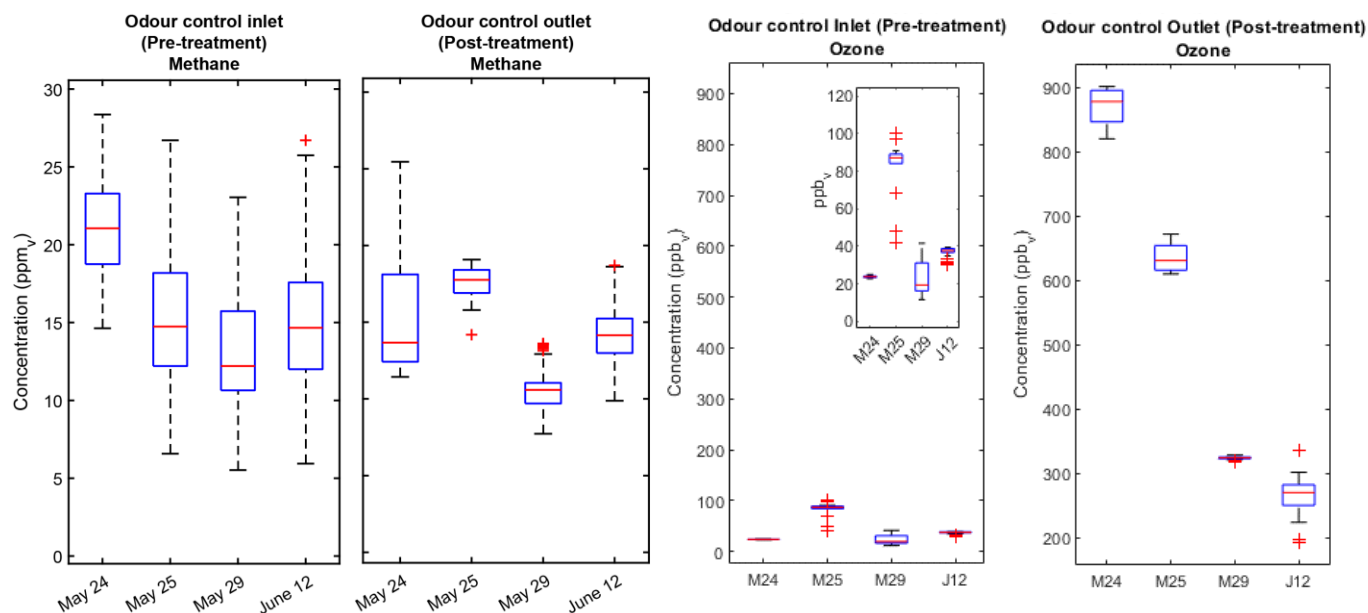 Odour control inlet
(Pre-treatment)
Methane
30
25
20
15
10
5
0
Concentration (ppmv)
May 24
May 25
May 29
June 12
Odour control outlet
(Post-treatment)
Methane
May 24
May 25
May 29
June 12
Odour control Inlet (Pre-treatment)
Ozone
900
800
700
600
500
400
300
200
100
0
Concentration (ppbv)
M24
M25
M29
J12
120
100
80
60
40
20
0
ppbv
M24
M25
M29
J12
Odour control Outlet (Post-treatment)
Ozone
900
800
700
600
500
400
300
200
Concentration (ppbv)
M24
M25
M29
J12